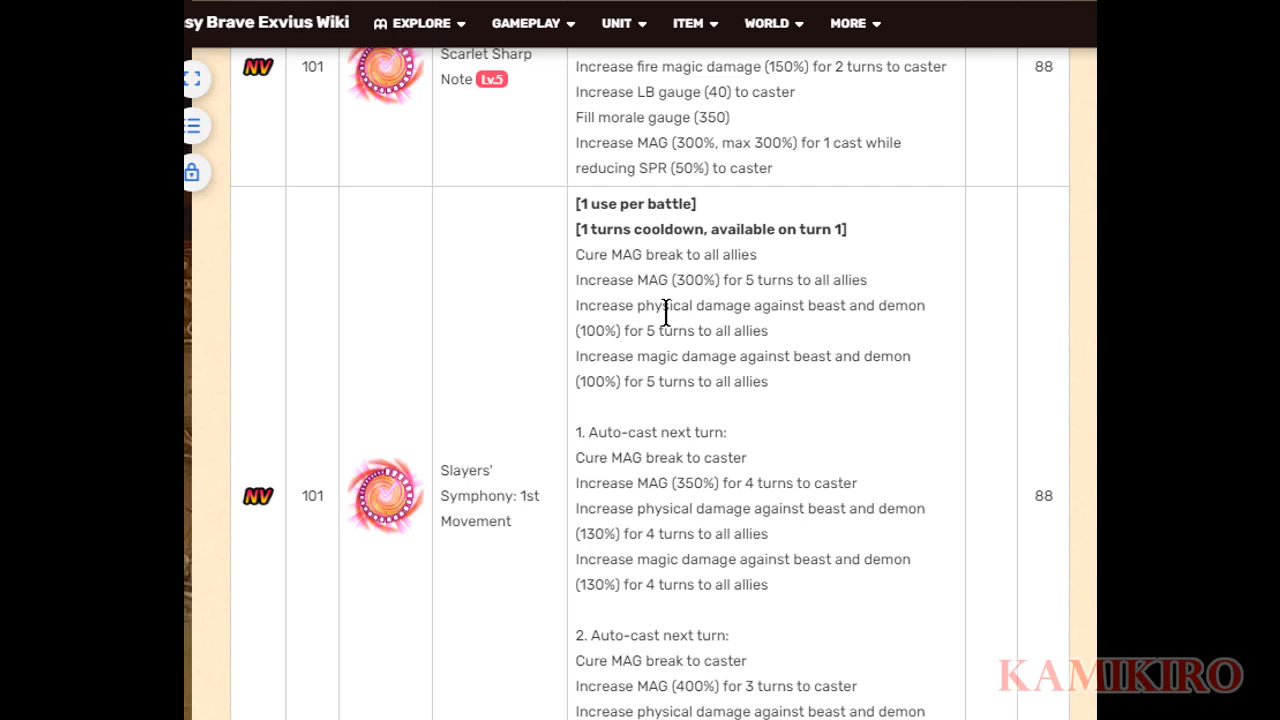 sy Brave Exvius Wiki
EXPLORE
GAMEPLAY
UNIT
ITEM
WORLD
MORE
NV
101
Scarlet Sharp
Note Lv.5
Increase fire magic damage (150%) for 2 turns to caster
Increase LB gauge (40) to caster
Fill morale gauge (350)
Increase MAG (300%, max 300%) for 1 cast while
reducing SPR (50%) to caster
88
NV
101
Slayers'
Symphony: 1st
Movement
[1 use per battle]
[1 turns cooldown, available on turn 1]
Cure MAG break to all allies
Increase MAG (300%) for 5 turns to all allies
Increase physical damage against beast and demon
(100%) for 5 turns to all allies
Increase magic damage against beast and demon
(100%) for 5 turns to all allies
1. Auto-cast next turn:
Cure MAG break to caster
Increase MAG (350%) for 4 turns to caster
Increase physical damage against beast and demon
(130%) for 4 turns to all allies
Increase magic damage against beast and demon
(130%) for 4 turns to all allies
2. Auto-cast next turn:
Cure MAG break to caster
Increase MAG (400%) for 3 turns to caster
Increase physical damage against beast and demon
88
KAMIKIRO